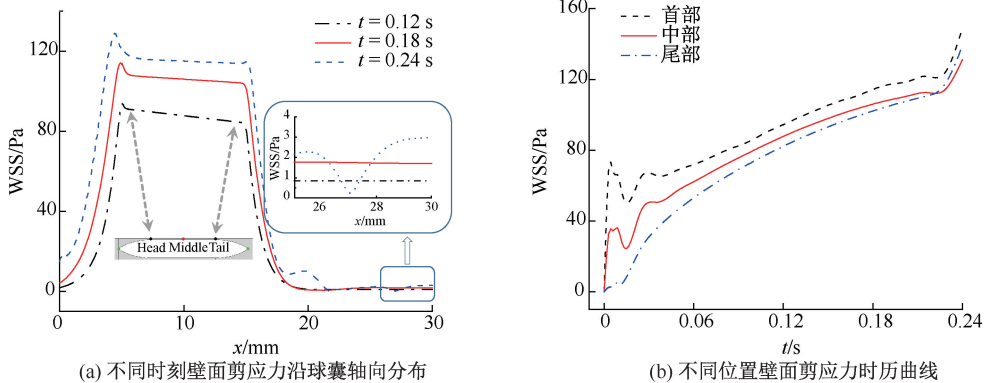 WSS/Pa
120
80
40
0
t = 0.12 s
t = 0.18 s
t = 0.24 s
WSS/Pa
4
3
2
1
0
26
28
30
x/mm
Head Middle Tail
0
10
20
30
x/mm
(a) 不同时刻壁面剪应力沿球囊轴向分布
WSS/Pa
160
120
80
40
0
首部
中部
尾部
0
0.06
0.12
0.18
0.24
t/s
(b) 不同位置壁面剪应力时历曲线